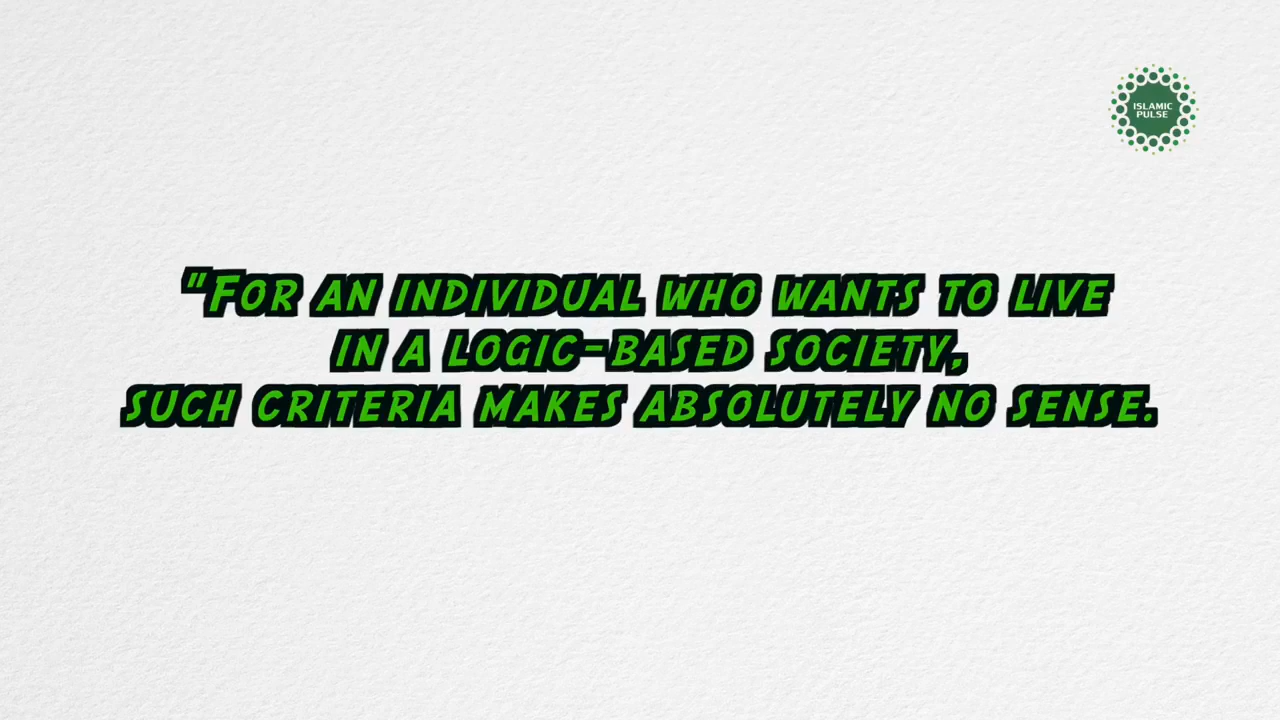 ISLAMIC
PULSE
"FOR AN INDIVIDUAL WHO WANTS TO LIVE
IN A LOGIC-BASED SOCIETY,
SUCH CRITERIA MAKES ABSOLUTELY NO SENSE.